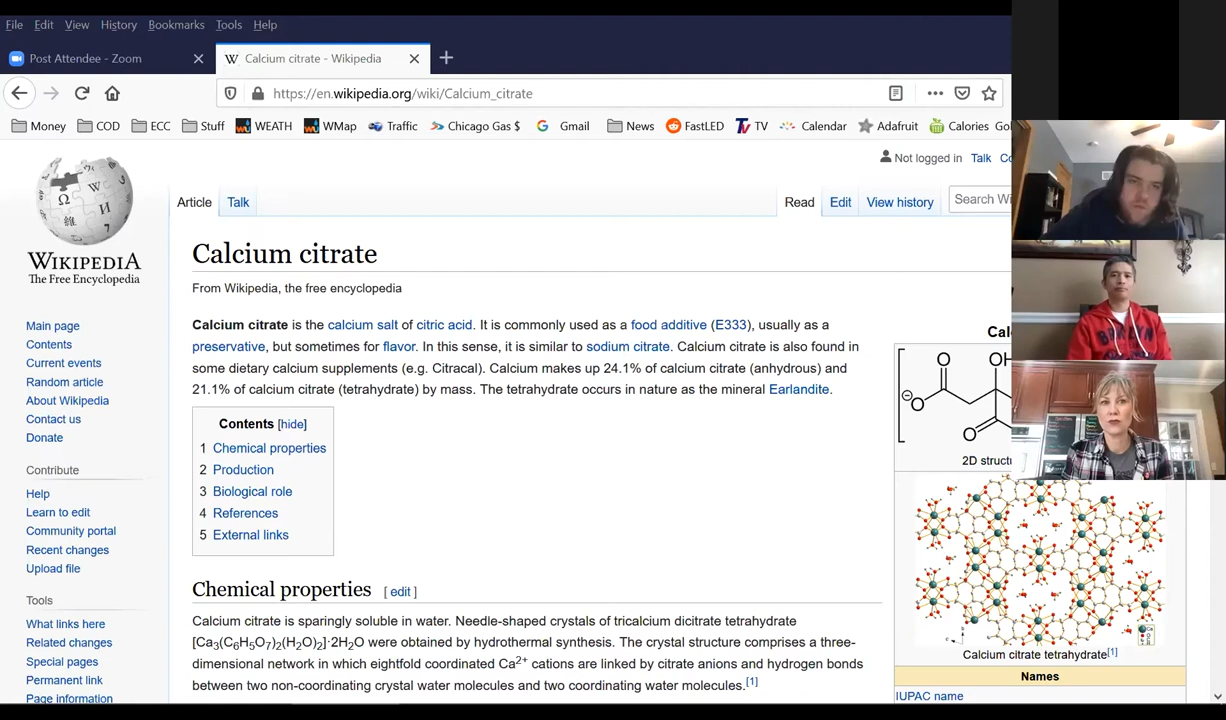 File Edit View History Bookmarks Tools Help
Post Attendee - Zoom
Calcium citrate - Wikipedia
https://en.wikipedia.org/wiki/Calcium_citrate
Money COD ECC Stuff WEATH WMap Traffic Chicago Gas $ Gmail News FastLED TV Calendar Adafruit Calories
Not logged in Talk
Article Talk Read Edit View history Search
WIKIPEDIA
The Free Encyclopedia
Main page
Contents
Current events
Random article
About Wikipedia
Contact us
Donate
Contribute
Help
Learn to edit
Community portal
Recent changes
Upload file
Tools
What links here
Related changes
Special pages
Permanent link
Page information
Calcium citrate
From Wikipedia, the free encyclopedia
Calcium citrate is the calcium salt of citric acid. It is commonly used as a food additive (E333), usually as a
preservative, but sometimes for flavor. In this sense, it is similar to sodium citrate. Calcium citrate is also found in
some dietary calcium supplements (e.g. Citracal). Calcium makes up 24.1% of calcium citrate (anhydrous) and
21.1% of calcium citrate (tetrahydrate) by mass. The tetrahydrate occurs in nature as the mineral Earlandite.
Contents [hide]
1 Chemical properties
2 Production
3 Biological role
4 References
5 External links
Chemical properties [ edit ]
Calcium citrate is sparingly soluble in water. Needle-shaped crystals of tricalcium dicitrate tetrahydrate
[Ca3(C6H5O7)2(H2O)2]·2H2O were obtained by hydrothermal synthesis. The crystal structure comprises a three-
dimensional network in which eightfold coordinated Ca2+ cations are linked by citrate anions and hydrogen bonds
between two non-coordinating crystal water molecules and two coordinating water molecules.[1]
O OH
O
O
2D
Calcium citrate tetrahydrate[1]
Names
IUPAC name